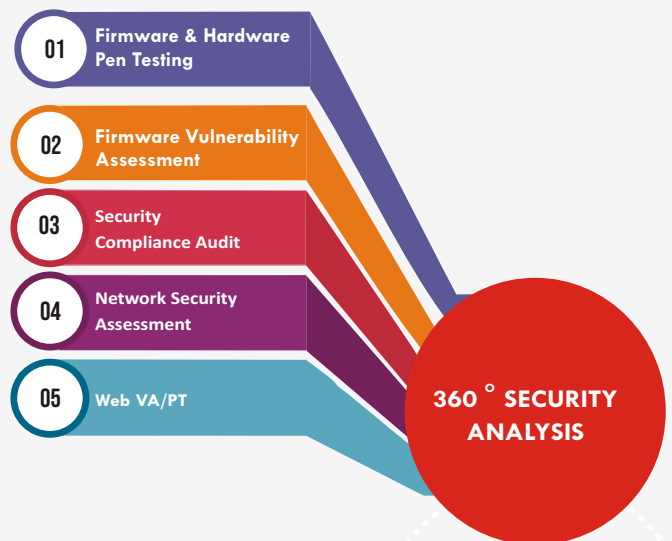 01
Firmware & Hardware
Pen Testing
02
Firmware Vulnerability
Assessment
03
Security
Compliance Audit
04
Network Security
Assessment
05
Web VA/PT
360 ° SECURITY
ANALYSIS